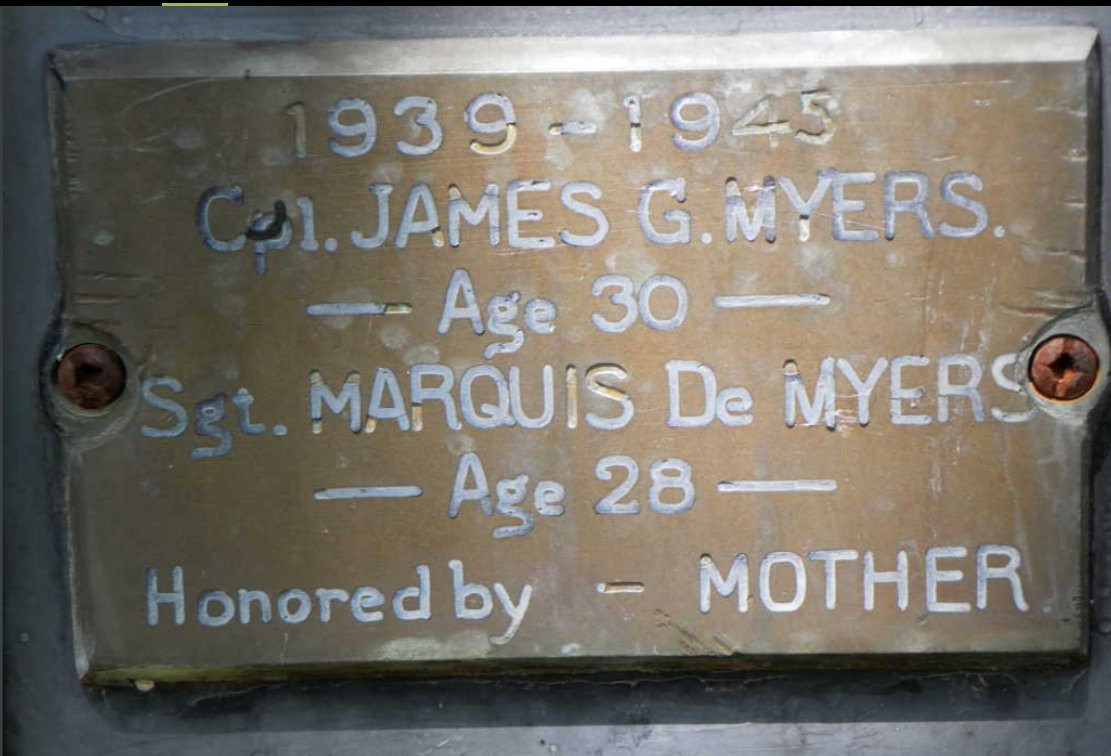 1939 - 1945
Cpl. JAMES G. MYERS.
— Age 30 —
Sgt. MARQUIS De MYERS
— Age 28 —
Honored by - MOTHER